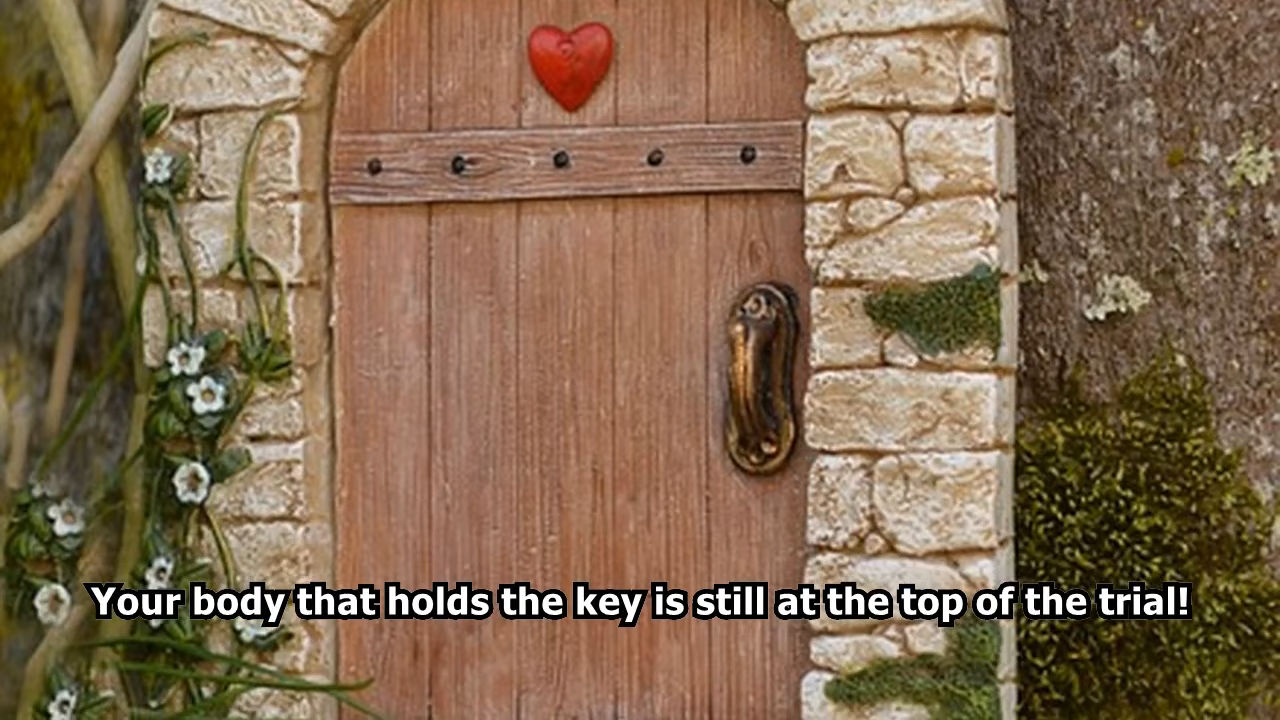 Your body that holds the key is still at the top of the trial!